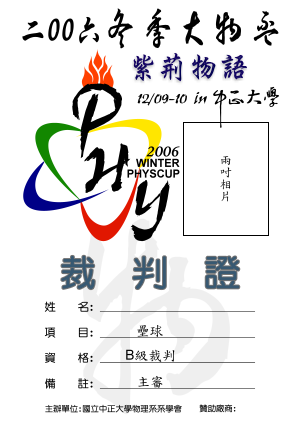 二00六冬季大物盃
紫荊物語
12/09-10 in 中正大學
PHY
2006
WINTER
PHYSCUP
兩吋相片
裁判證
姓 名:
項 目: 壘球
資 格: B級裁判
備 註: 主審
主辦單位:國立中正大學物理系系學會 贊助廠商:
物